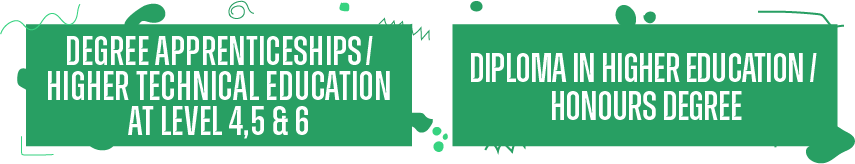 DEGREE APPRENTICESHIPS /
HIGHER TECHNICAL EDUCATION
AT LEVEL 4,5 & 6
DIPLOMA IN HIGHER EDUCATION /
HONOURS DEGREE